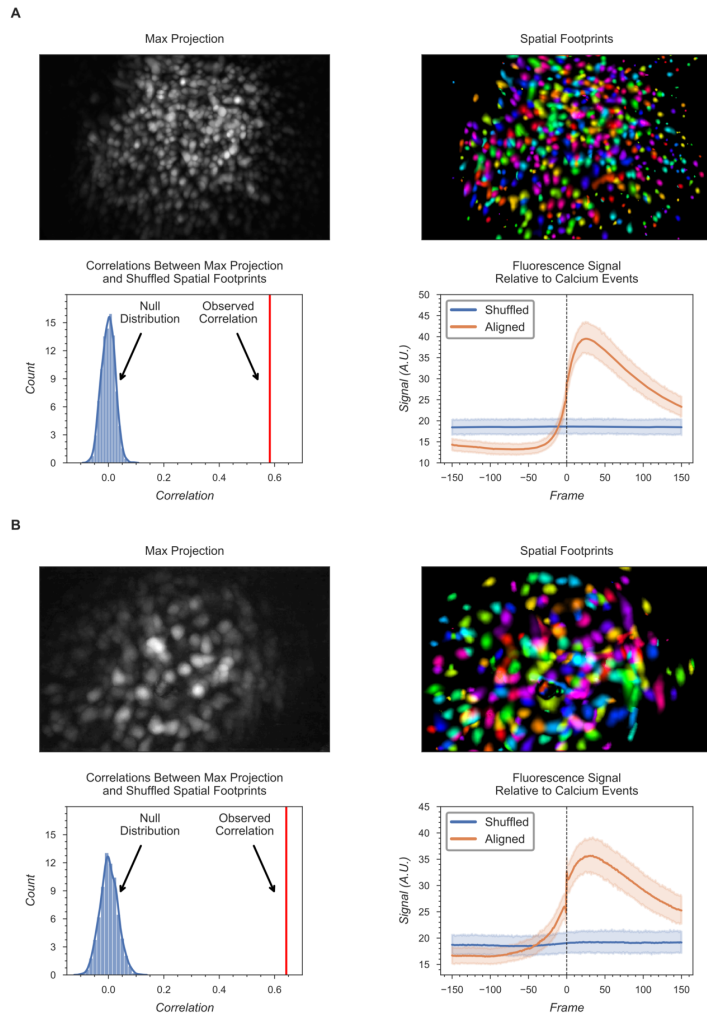 A
Max Projection
Spatial Footprints
Correlations Between Max Projection
and Shuffled Spatial Footprints
15
12
9
6
3
0
Count
Null
Distribution
Observed
Correlation
0.0
0.2
0.4
0.6
Correlation
Fluorescence Signal
Relative to Calcium Events
50
45
40
35
30
25
20
15
10
Signal (A.U.)
Shuffled
Aligned
−150
−100
−50
0
50
100
150
Frame
B
Max Projection
Spatial Footprints
Correlations Between Max Projection
and Shuffled Spatial Footprints
15
12
9
6
3
0
Count
Null
Distribution
Observed
Correlation
0.0
0.2
0.4
0.6
Correlation
Fluorescence Signal
Relative to Calcium Events
45
40
35
30
25
20
15
Signal (A.U.)
Shuffled
Aligned
−150
−100
−50
0
50
100
150
Frame